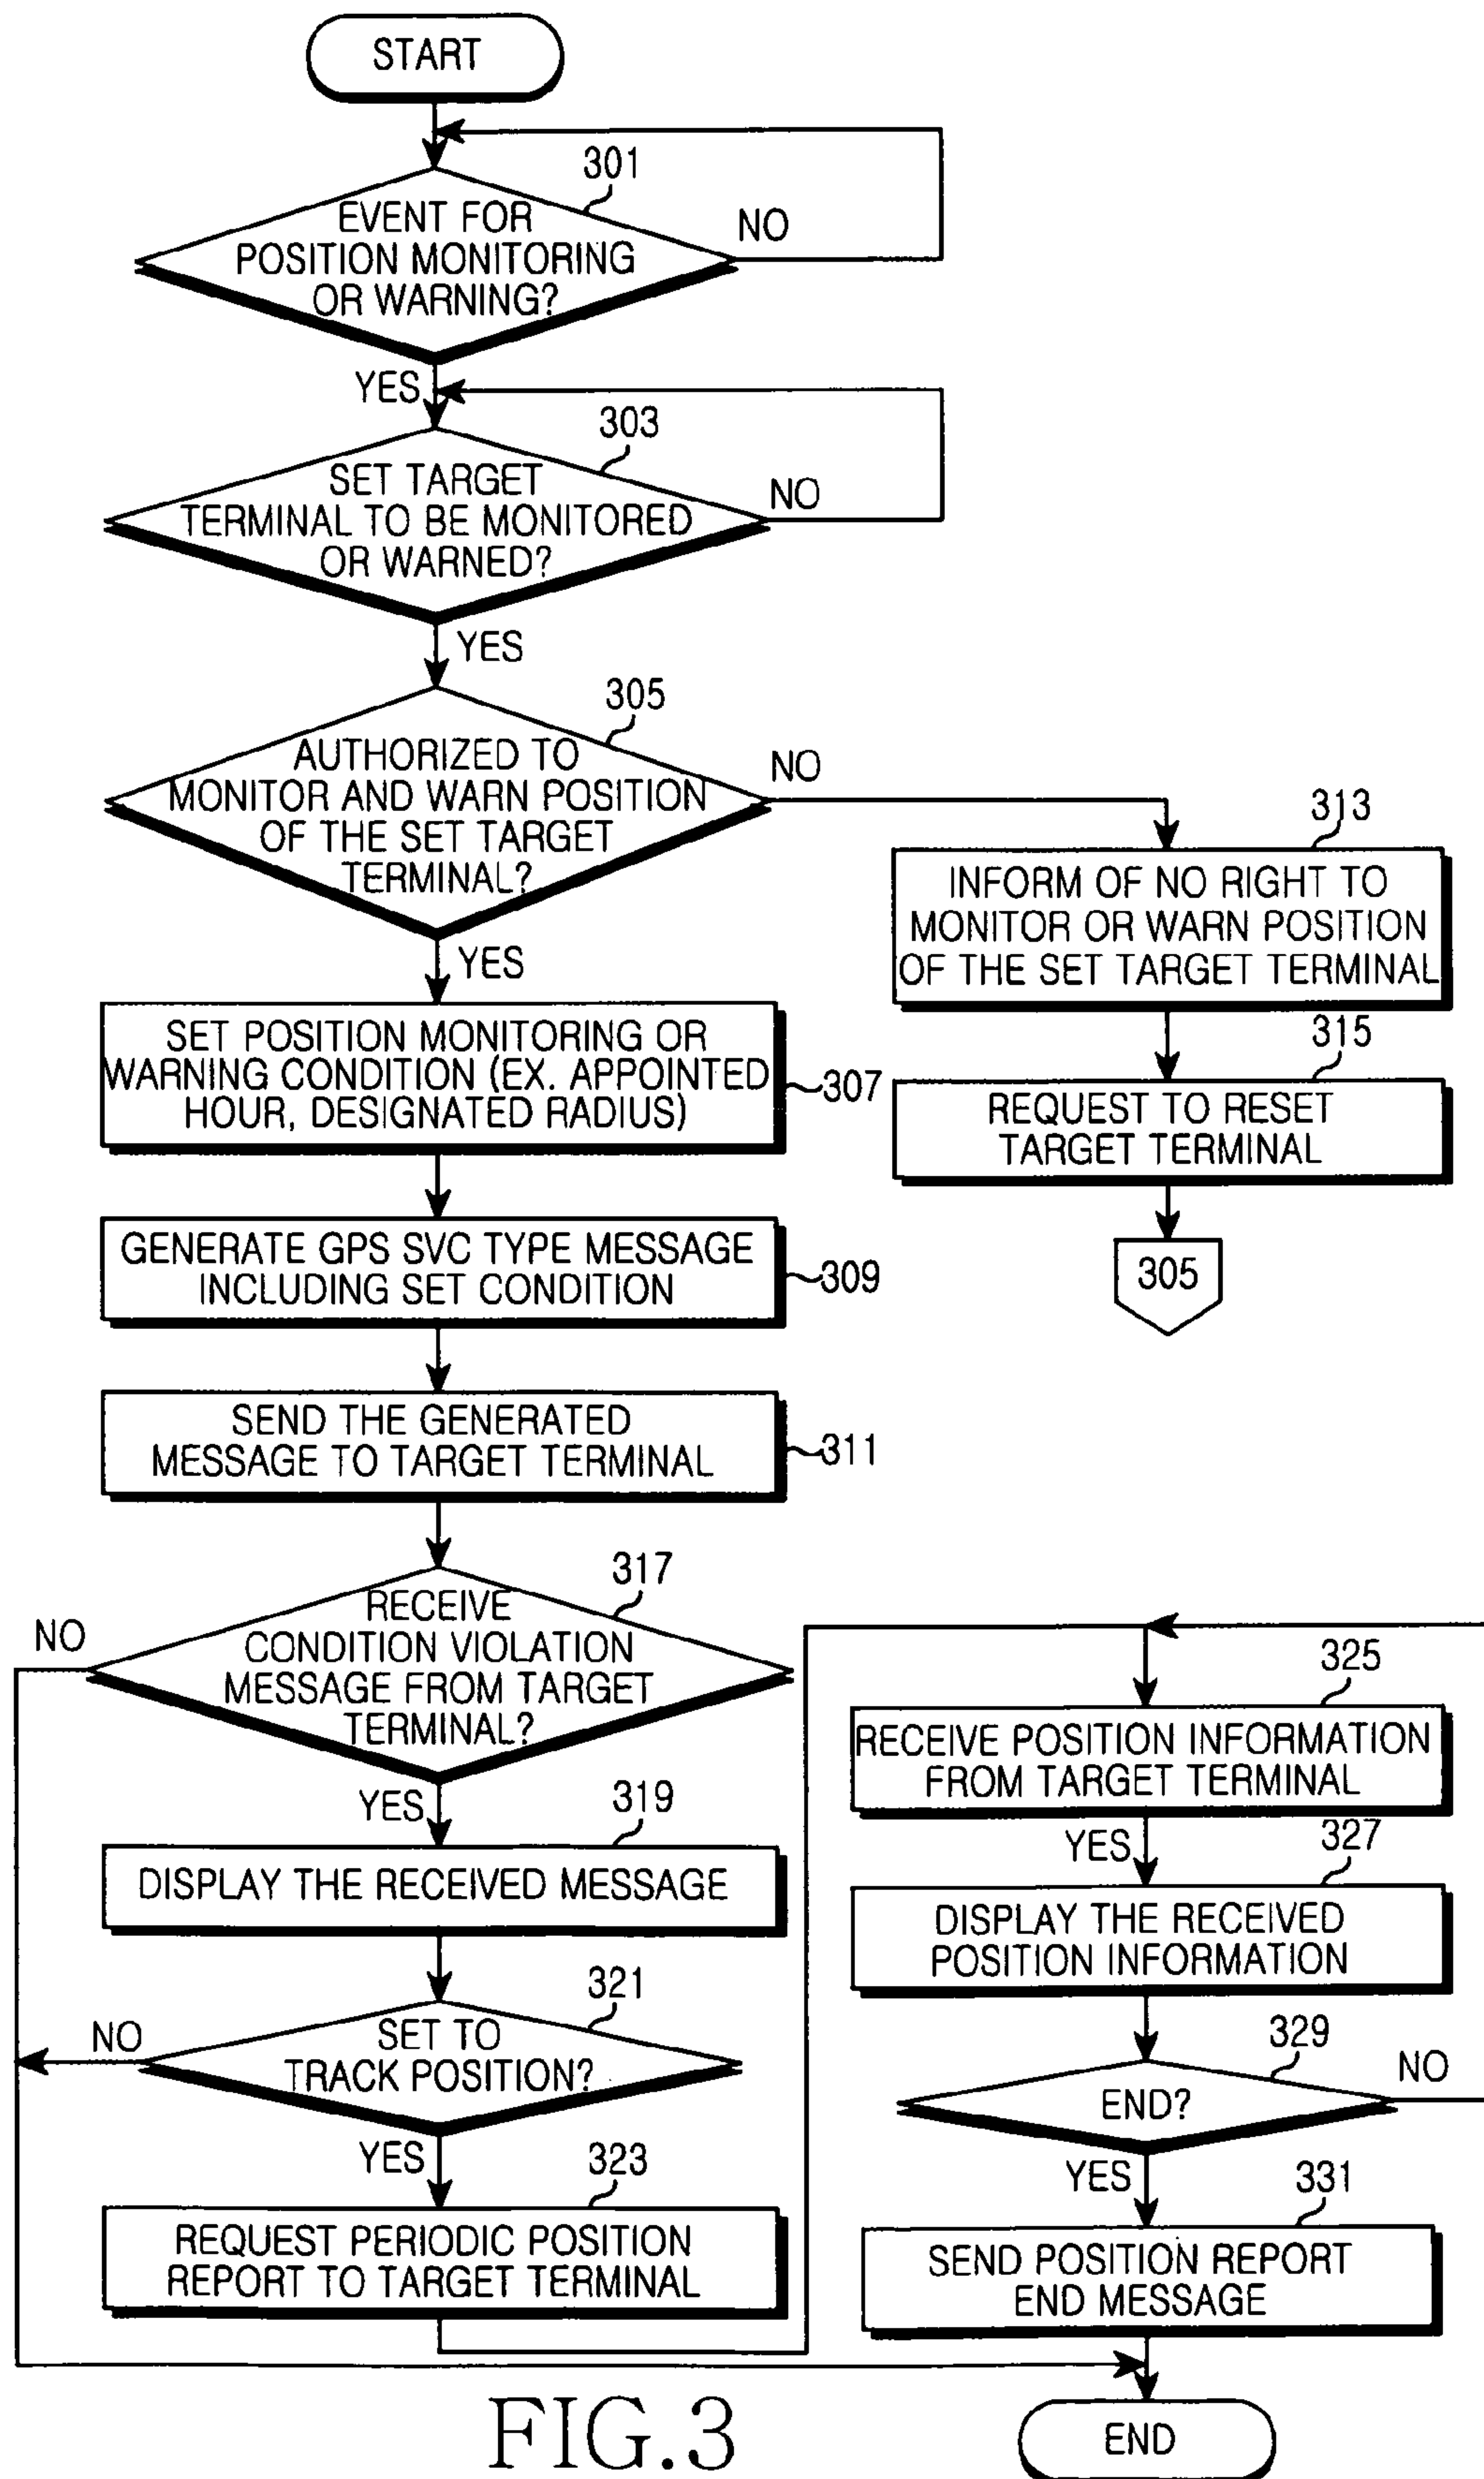 START
301
EVENT FOR
POSITION MONITORING
OR WARNING?
NO
YES
303
SET TARGET
TERMINAL TO BE MONITORED
OR WARNED?
NO
YES
305
AUTHORIZED TO
MONITOR AND WARN POSITION
OF THE SET TARGET
TERMINAL?
NO
YES
313
INFORM OF NO RIGHT TO
MONITOR OR WARN POSITION
OF THE SET TARGET TERMINAL
315
REQUEST TO RESET
TARGET TERMINAL
305
SET POSITION MONITORING OR
WARNING CONDITION (EX. APPOINTED
HOUR, DESIGNATED RADIUS)
307
GENERATE GPS SVC TYPE MESSAGE
INCLUDING SET CONDITION
309
SEND THE GENERATED
MESSAGE TO TARGET TERMINAL
311
317
RECEIVE
CONDITION VIOLATION
MESSAGE FROM TARGET
TERMINAL?
NO
YES
319
DISPLAY THE RECEIVED MESSAGE
321
SET TO
TRACK POSITION?
NO
YES
323
REQUEST PERIODIC POSITION
REPORT TO TARGET TERMINAL
325
RECEIVE POSITION INFORMATION
FROM TARGET TERMINAL
YES
327
DISPLAY THE RECEIVED
POSITION INFORMATION
329
END?
NO
YES
331
SEND POSITION REPORT
END MESSAGE
END
FIG.3